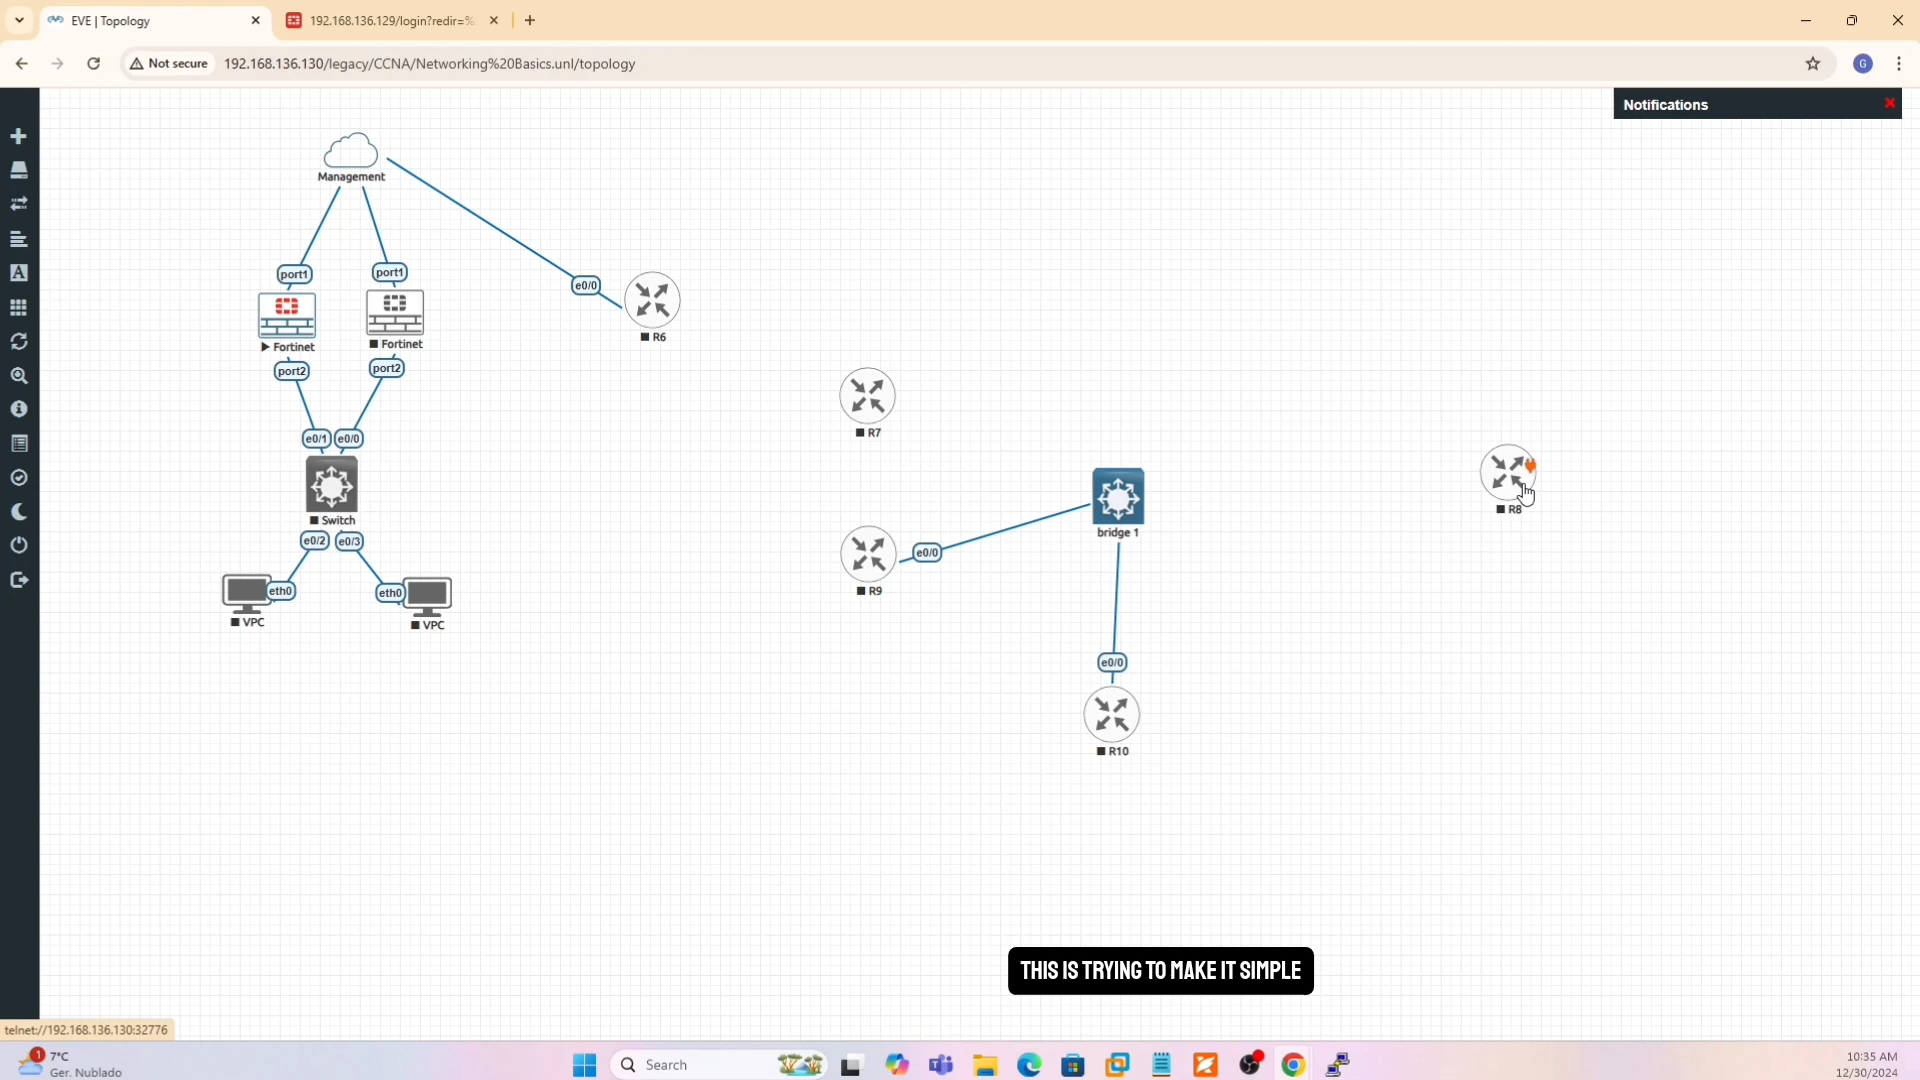 EVE | Topology
192.168.136.129/login?redir=%
Not secure
192.168.136.130/legacy/CCNA/Networking%20Basics.unl/topology
G
Notifications
Management
port1
port1
e0/0
R6
Fortinet
Fortinet
port2
port2
R7
e0/1
e0/0
R8
Switch
bridge 1
e0/2
e0/3
e0/0
eth0
eth0
R9
VPC
VPC
e0/0
R10
THIS IS TRYING TO MAKE IT SIMPLE
telnet://192.168.136.130:32776
1
7°C
Ger. Nublado
Search
10:35 AM
12/30/2024